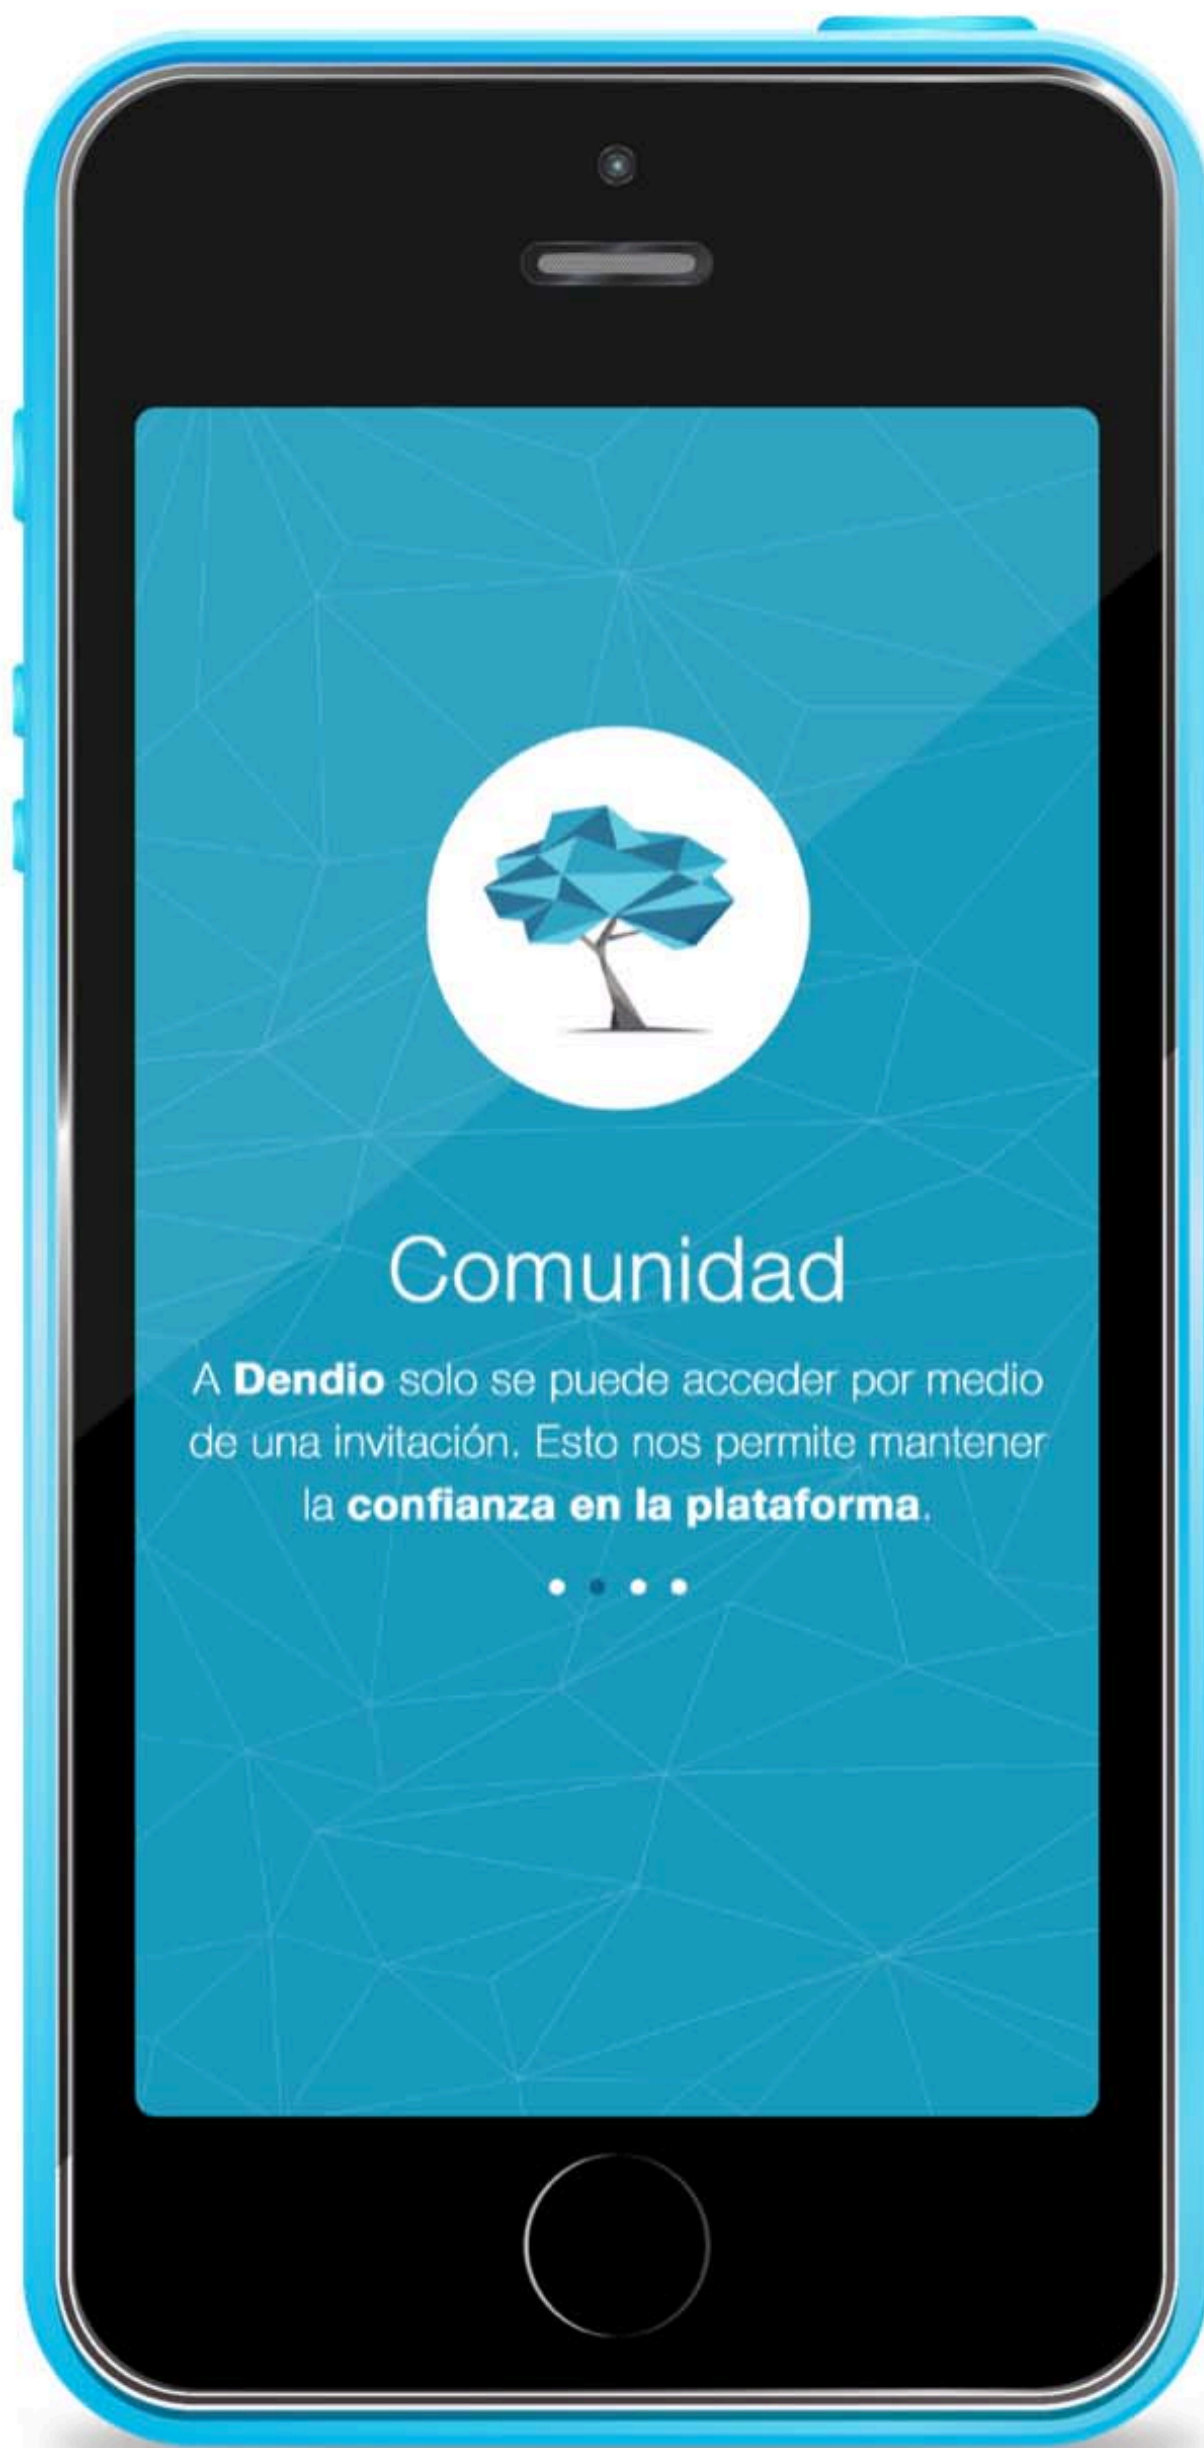 Comunidad
A Dendio solo se puede acceder por medio
de una invitación. Esto nos permite mantener
la confianza en la plataforma.